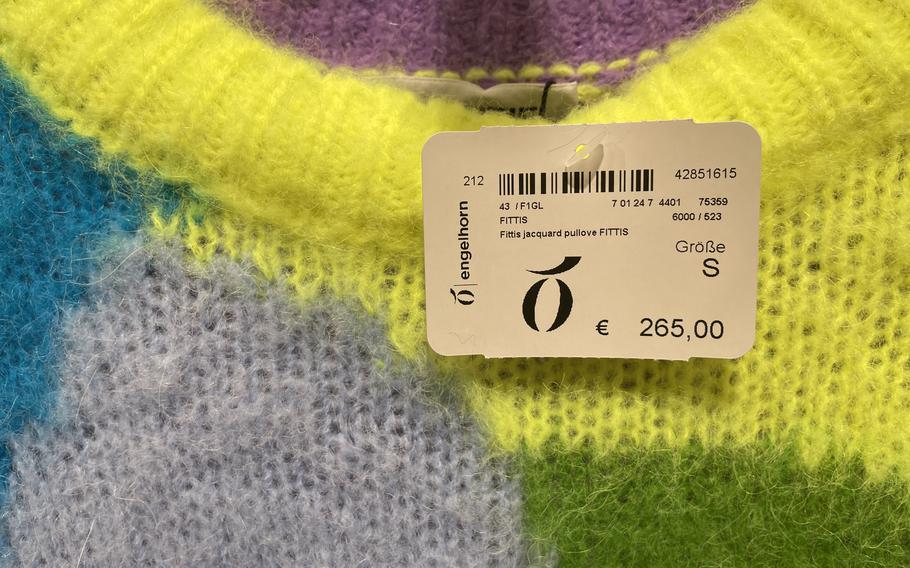 212
42851615
43 / F1GL 7 01 24 7 4401 75359
FITTIS 6000 / 523
Fittis jacquard pullove FITTIS
engelhorn
Größe
S
€ 265,00